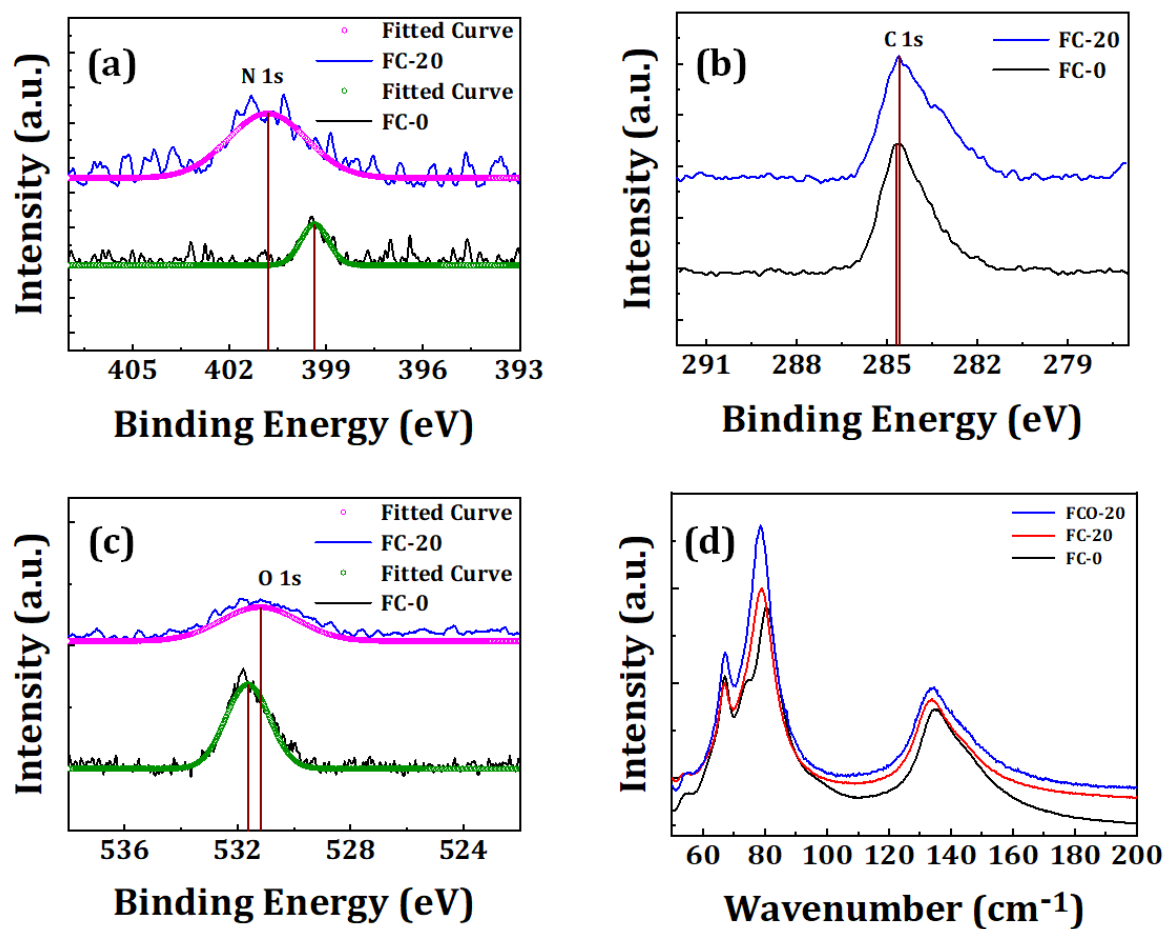 (a)
N 1s
Fitted Curve
FC-20
Fitted Curve
FC-0
Intensity (a.u.)
405 402 399 396 393
Binding Energy (eV)
(b)
C 1s
FC-20
FC-0
Intensity (a.u.)
291 288 285 282 279
Binding Energy (eV)
(c)
Fitted Curve
FC-20
Fitted Curve
O 1s
FC-0
Intensity (a.u.)
536 532 528 524
Binding Energy (eV)
(d)
FCO-20
FC-20
FC-0
Intensity (a.u.)
60 80 100 120 140 160 180 200
Wavenumber (cm⁻¹)